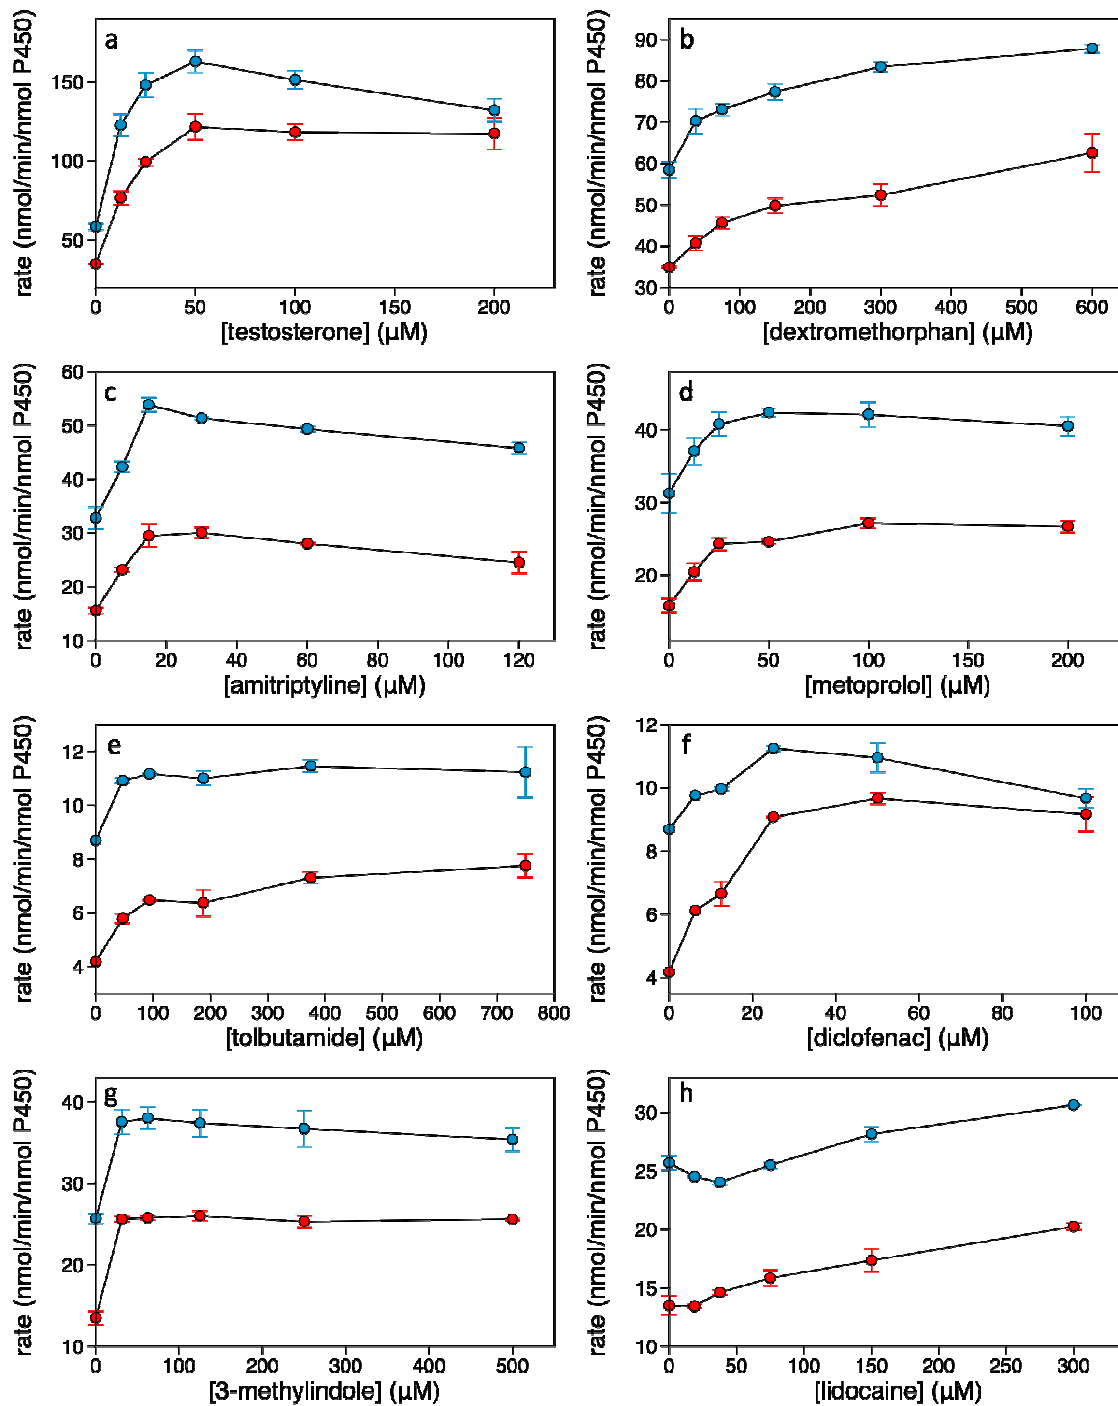 a
rate (nmol/min/nmol P450)
150
100
50
0 50 100 150 200
[testosterone] (µM)
b
rate (nmol/min/nmol P450)
90
80
70
60
50
40
30
0 100 200 300 400 500 600
[dextromethorphan] (µM)
c
rate (nmol/min/nmol P450)
60
50
40
30
20
10
0 20 40 60 80 100 120
[amitriptyline] (µM)
d
rate (nmol/min/nmol P450)
40
30
20
0 50 100 150 200
[metoprolol] (µM)
e
rate (nmol/min/nmol P450)
12
10
8
6
4
0 100 200 300 400 500 600 700 800
[tolbutamide] (µM)
f
rate (nmol/min/nmol P450)
12
10
8
6
4
0 20 40 60 80 100
[diclofenac] (µM)
g
rate (nmol/min/nmol P450)
40
30
20
10
0 100 200 300 400 500
[3-methylindole] (µM)
h
rate (nmol/min/nmol P450)
30
25
20
15
10
0 50 100 150 200 250 300
[lidocaine] (µM)